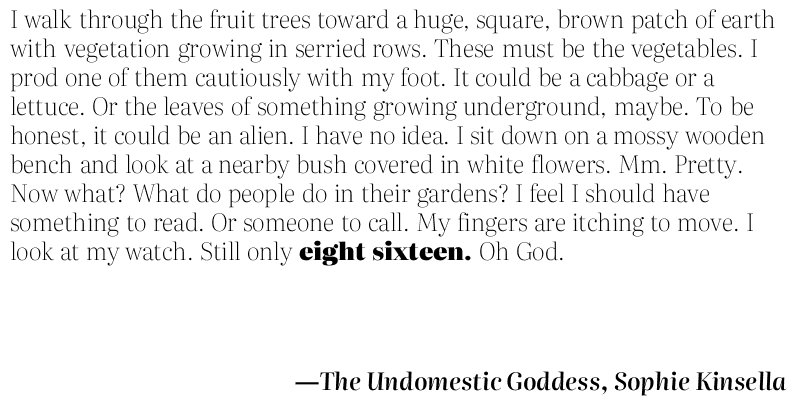 I walk through the fruit trees toward a huge, square, brown patch of earth
with vegetation growing in serried rows. These must be the vegetables. I
prod one of them cautiously with my foot. It could be a cabbage or a
lettuce. Or the leaves of something growing underground, maybe. To be
honest, it could be an alien. I have no idea. I sit down on a mossy wooden
bench and look at a nearby bush covered in white flowers. Mm. Pretty.
Now what? What do people do in their gardens? I feel I should have
something to read. Or someone to call. My fingers are itching to move. I
look at my watch. Still only eight sixteen. Oh God.
—The Undomestic Goddess, Sophie Kinsella